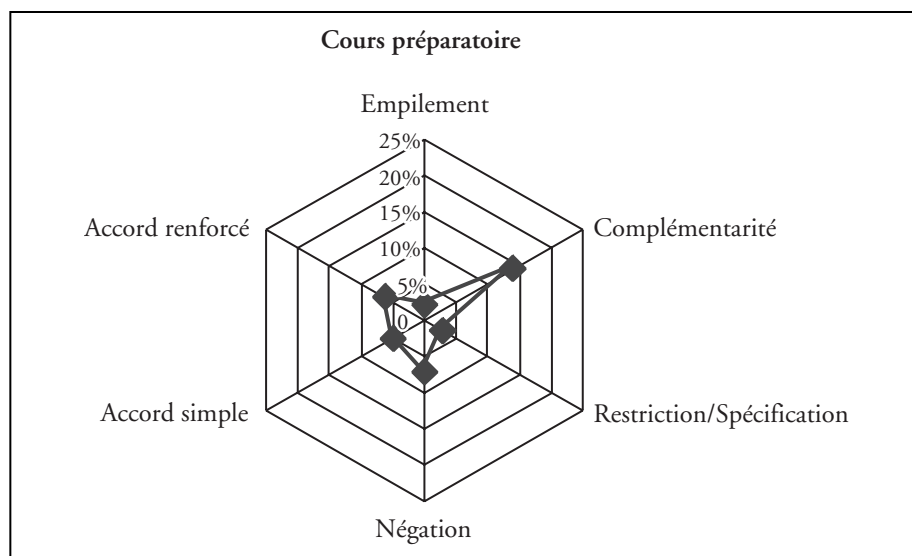 Cours préparatoire
Empilement
25%
20%
15%
10%
5%
0
Accord renforcé
Complémentarité
Accord simple
Restriction/Spécification
Négation